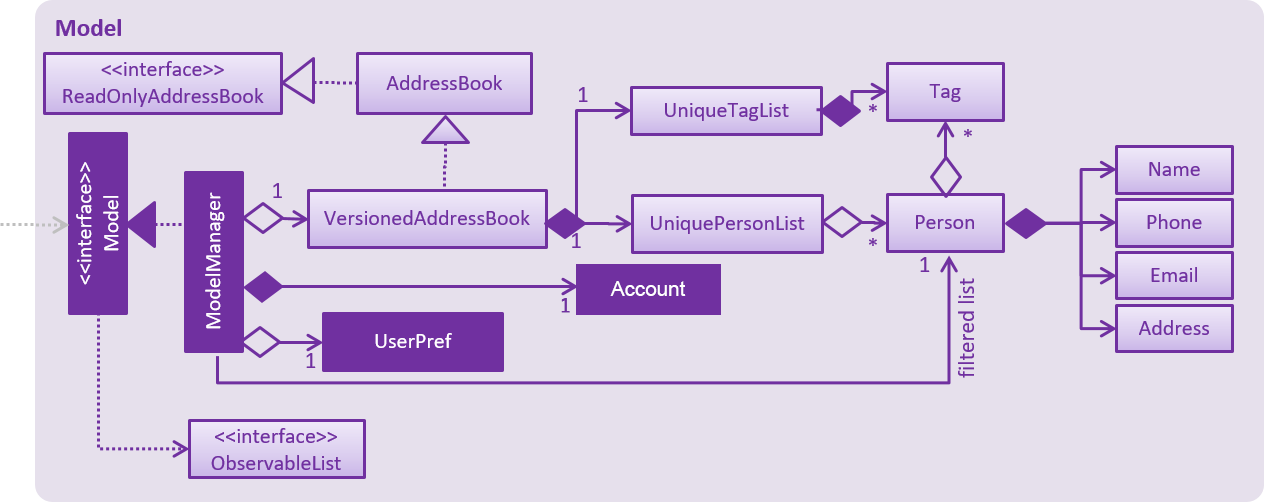 Model
<<interface>>
ReadOnlyAddressBook
AddressBook
1
UniqueTagList
*
Tag
*
<<interface>>
Model
ModelManager
1
VersionedAddressBook
1
UniquePersonList
*
Person
1
Name
Phone
Email
Address
1
Account
1
UserPref
filtered list
<<interface>>
ObservableList